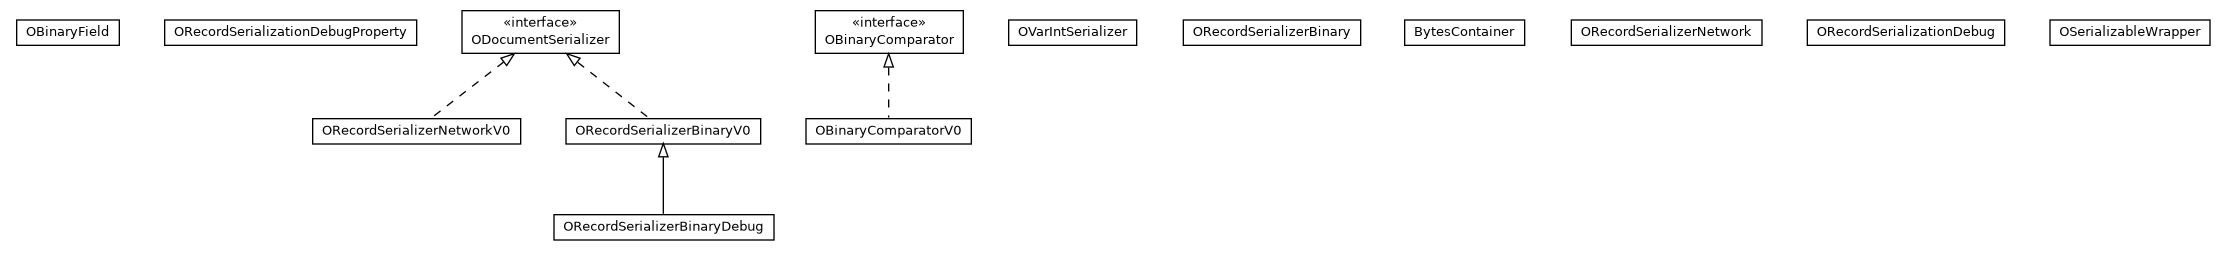 OBinaryField
ORecordSerializationDebugProperty
«interface»
ODocumentSerializer
«interface»
OBinaryComparator
OVarIntSerializer
ORecordSerializerBinary
BytesContainer
ORecordSerializerNetwork
ORecordSerializationDebug
OSerializableWrapper
ORecordSerializerNetworkV0
ORecordSerializerBinaryV0
OBinaryComparatorV0
ORecordSerializerBinaryDebug